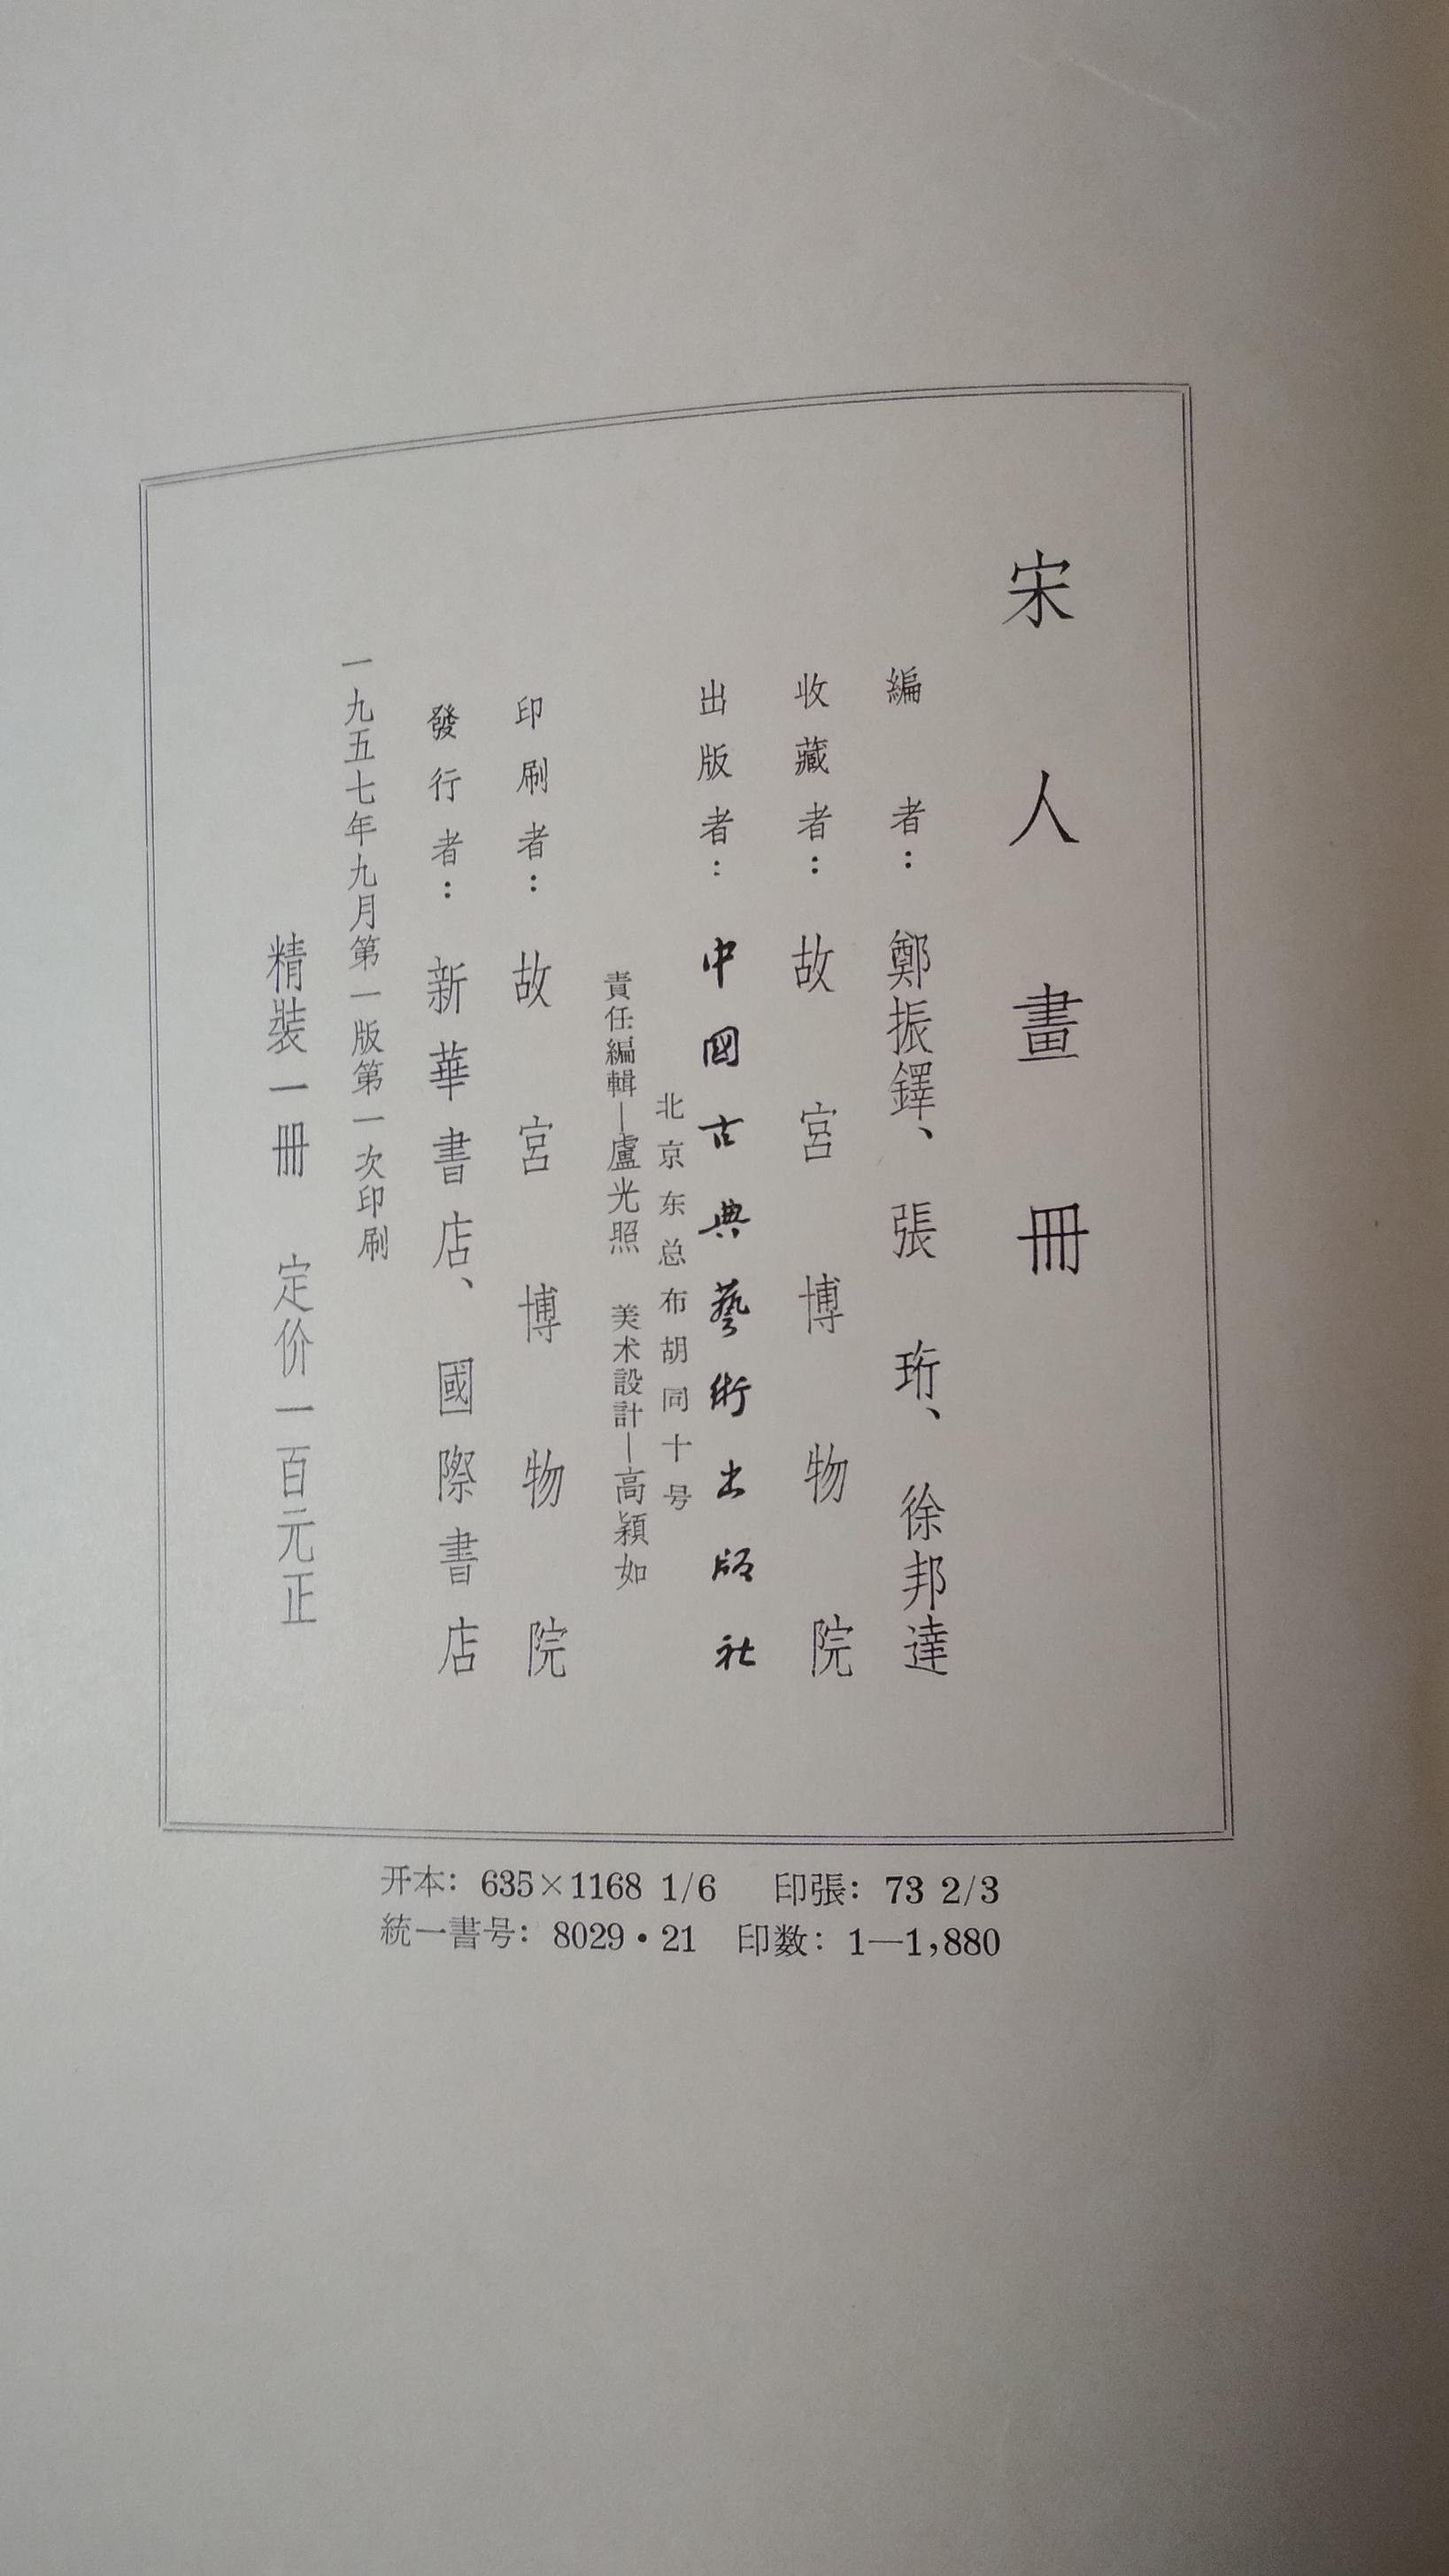 宋人畫冊
編者：鄭振鐸、張珩、徐邦達
收藏者：故宮博物院
出版者：中國古典藝術出版社
北京东总布胡同十号
責任編輯—盧光照　美术設計—高穎如
印刷者：故宮博物院
發行者：新華書店、國際書店
一九五七年九月第一版第一次印刷
精裝一冊　定价一百元正
开本：635×1168 1/6　印張：73 2/3
統一書号：8029·21　印数：1—1,880